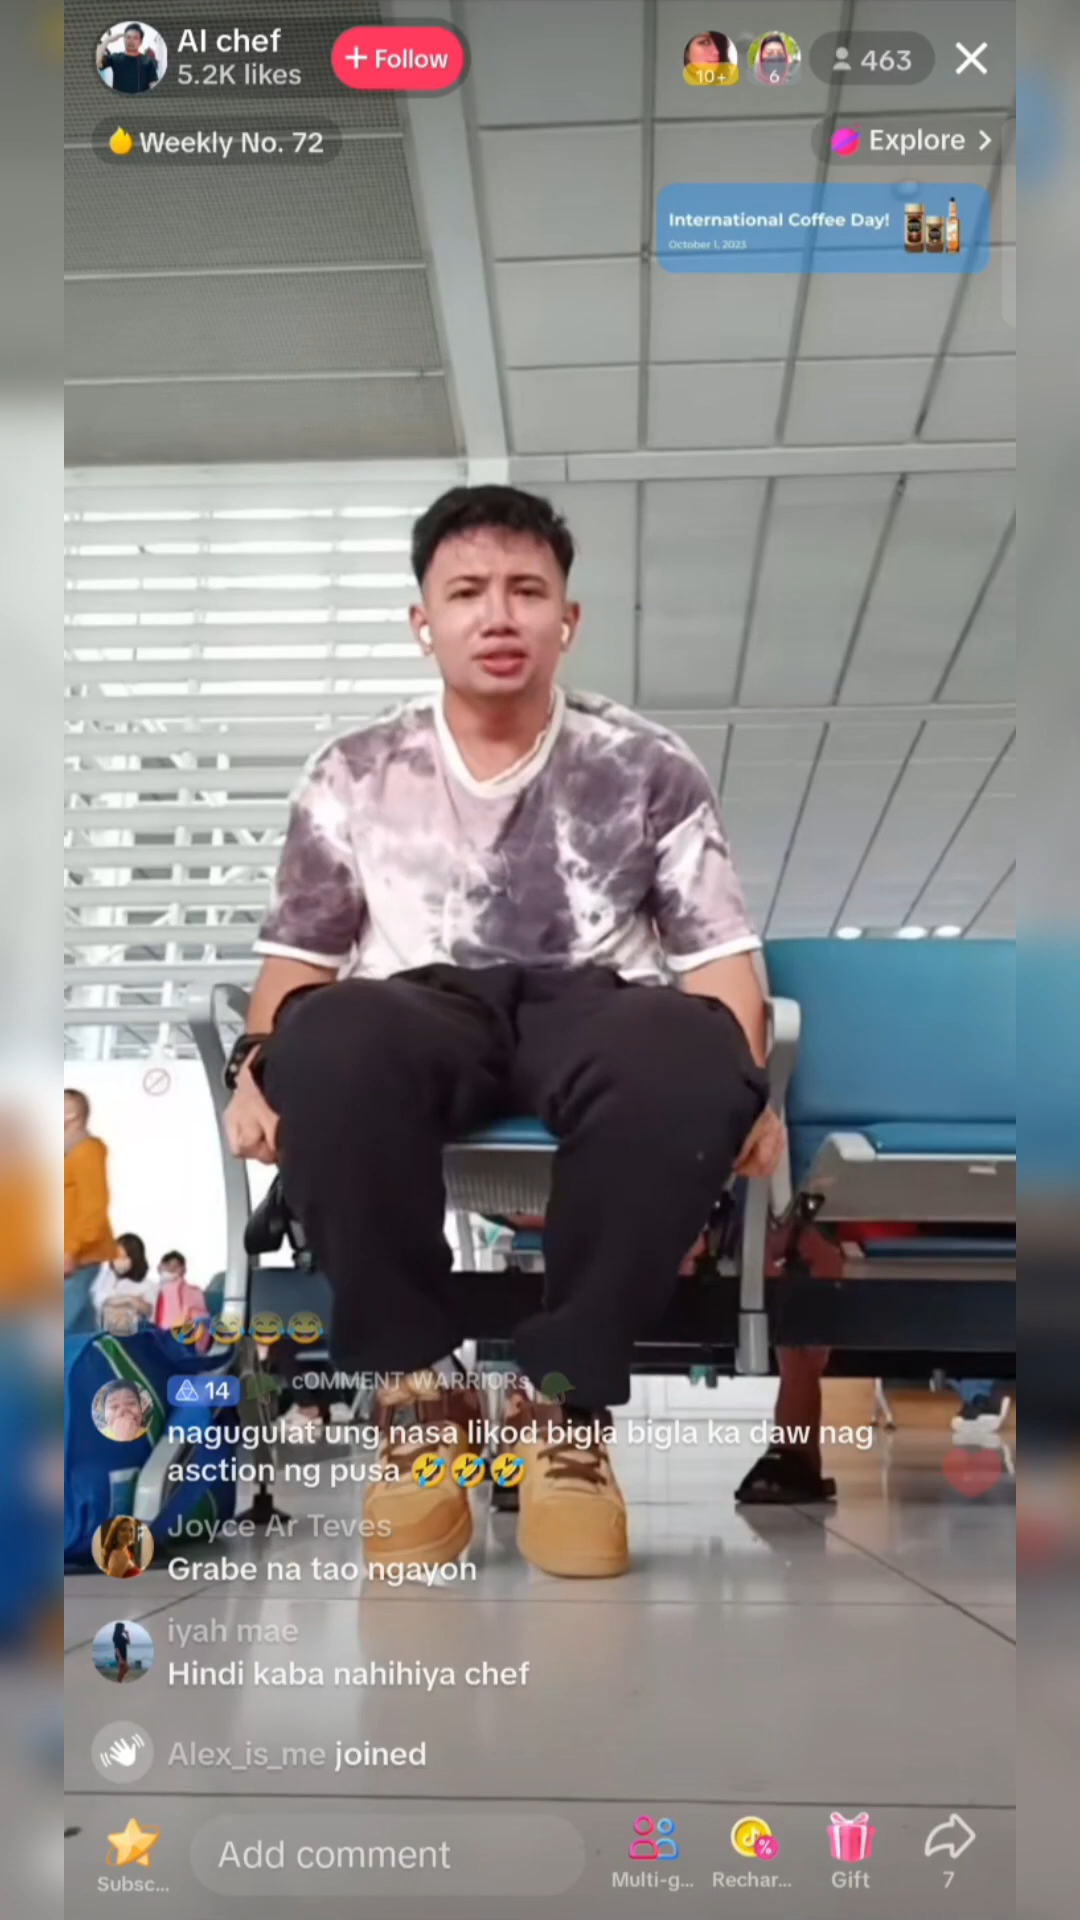 Al chef
5.2K likes
+ Follow
10+
6
463
Weekly No. 72
Explore >
International Coffee Day!
October 1, 2023
14
cOMMENT WARRIORs
nagugulat ung nasa likod bigla bigla ka daw nag
asction ng pusa 🤣🤣🤣
Joyce Ar Teves
Grabe na tao ngayon
iyah mae
Hindi kaba nahihiya chef
Alex_is_me joined
Subsc...
Add comment
Multi-g...
Rechar...
Gift
7